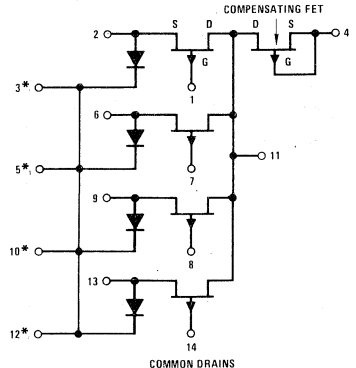 COMPENSATING FET
S D D S
2 4
G G
3* 1
6
11
5* 7
9
10* 8
13
12* 14
COMMON DRAINS